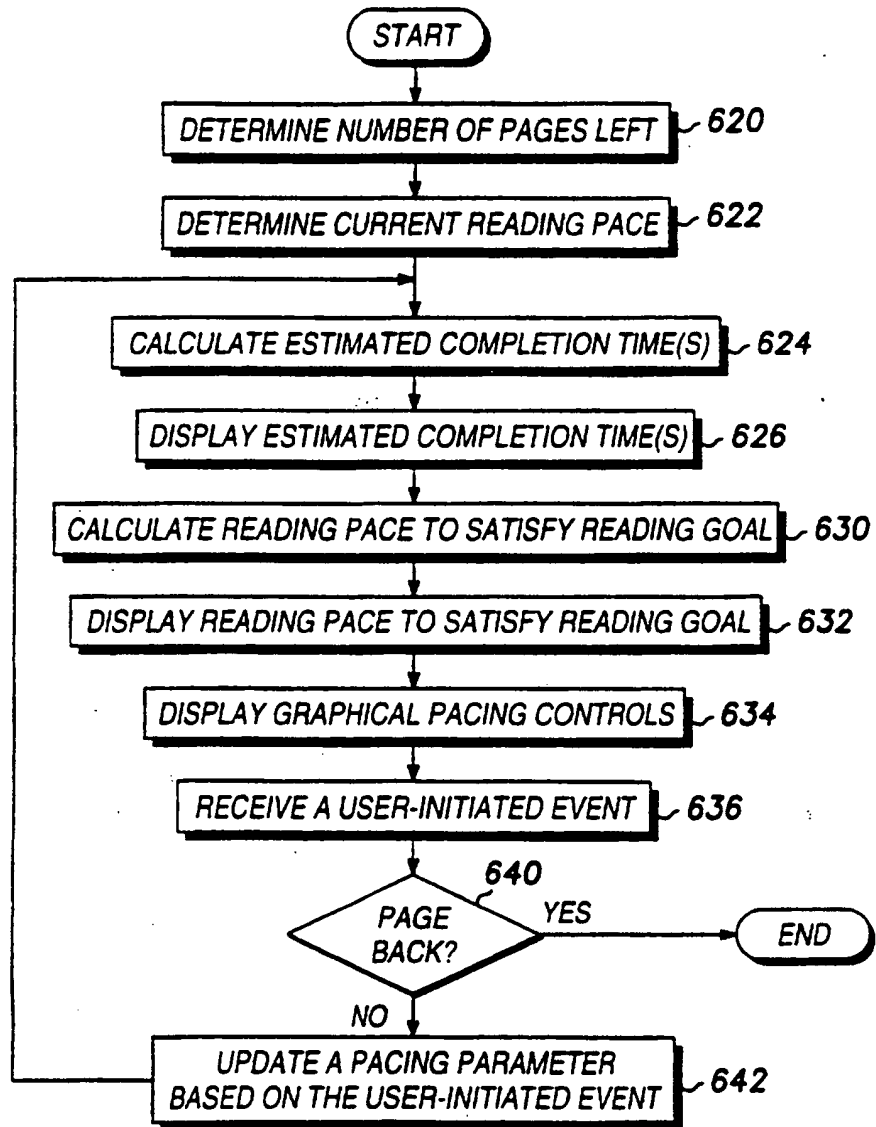 START
DETERMINE NUMBER OF PAGES LEFT 620
DETERMINE CURRENT READING PACE 622
CALCULATE ESTIMATED COMPLETION TIME(S) 624
DISPLAY ESTIMATED COMPLETION TIME(S) 626
CALCULATE READING PACE TO SATISFY READING GOAL 630
DISPLAY READING PACE TO SATISFY READING GOAL 632
DISPLAY GRAPHICAL PACING CONTROLS 634
RECEIVE A USER-INITIATED EVENT 636
640
PAGE
BACK?
YES
END
NO
UPDATE A PACING PARAMETER
BASED ON THE USER-INITIATED EVENT 642